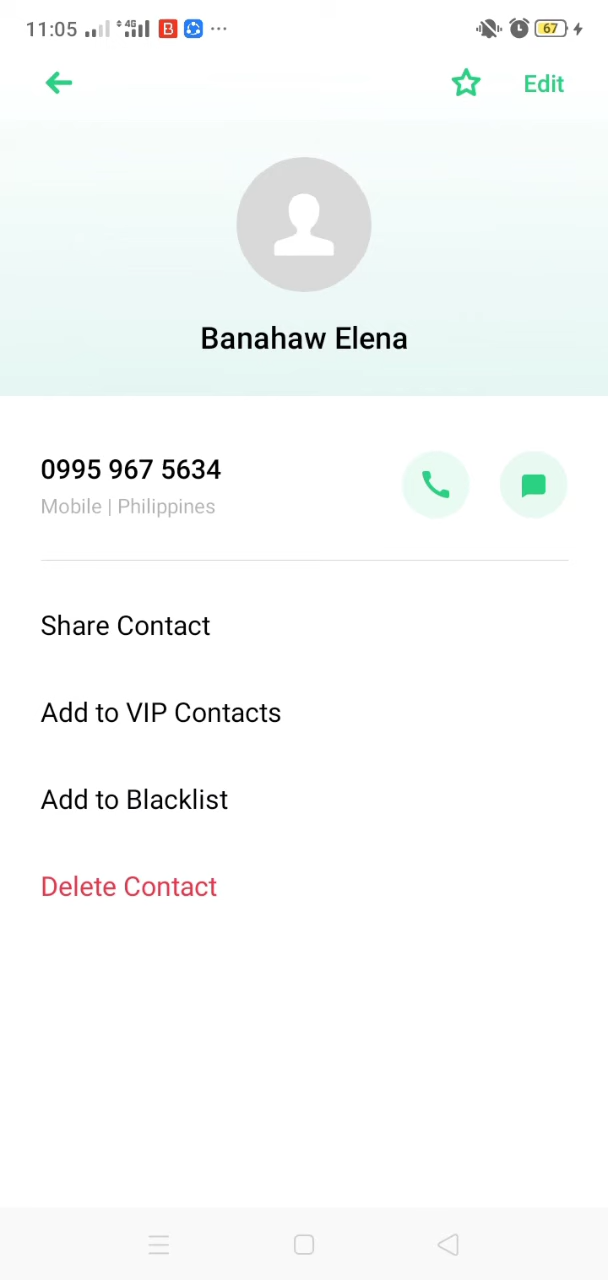 11:05 4G B 67
Edit
Banahaw Elena
0995 967 5634
Mobile | Philippines
Share Contact
Add to VIP Contacts
Add to Blacklist
Delete Contact